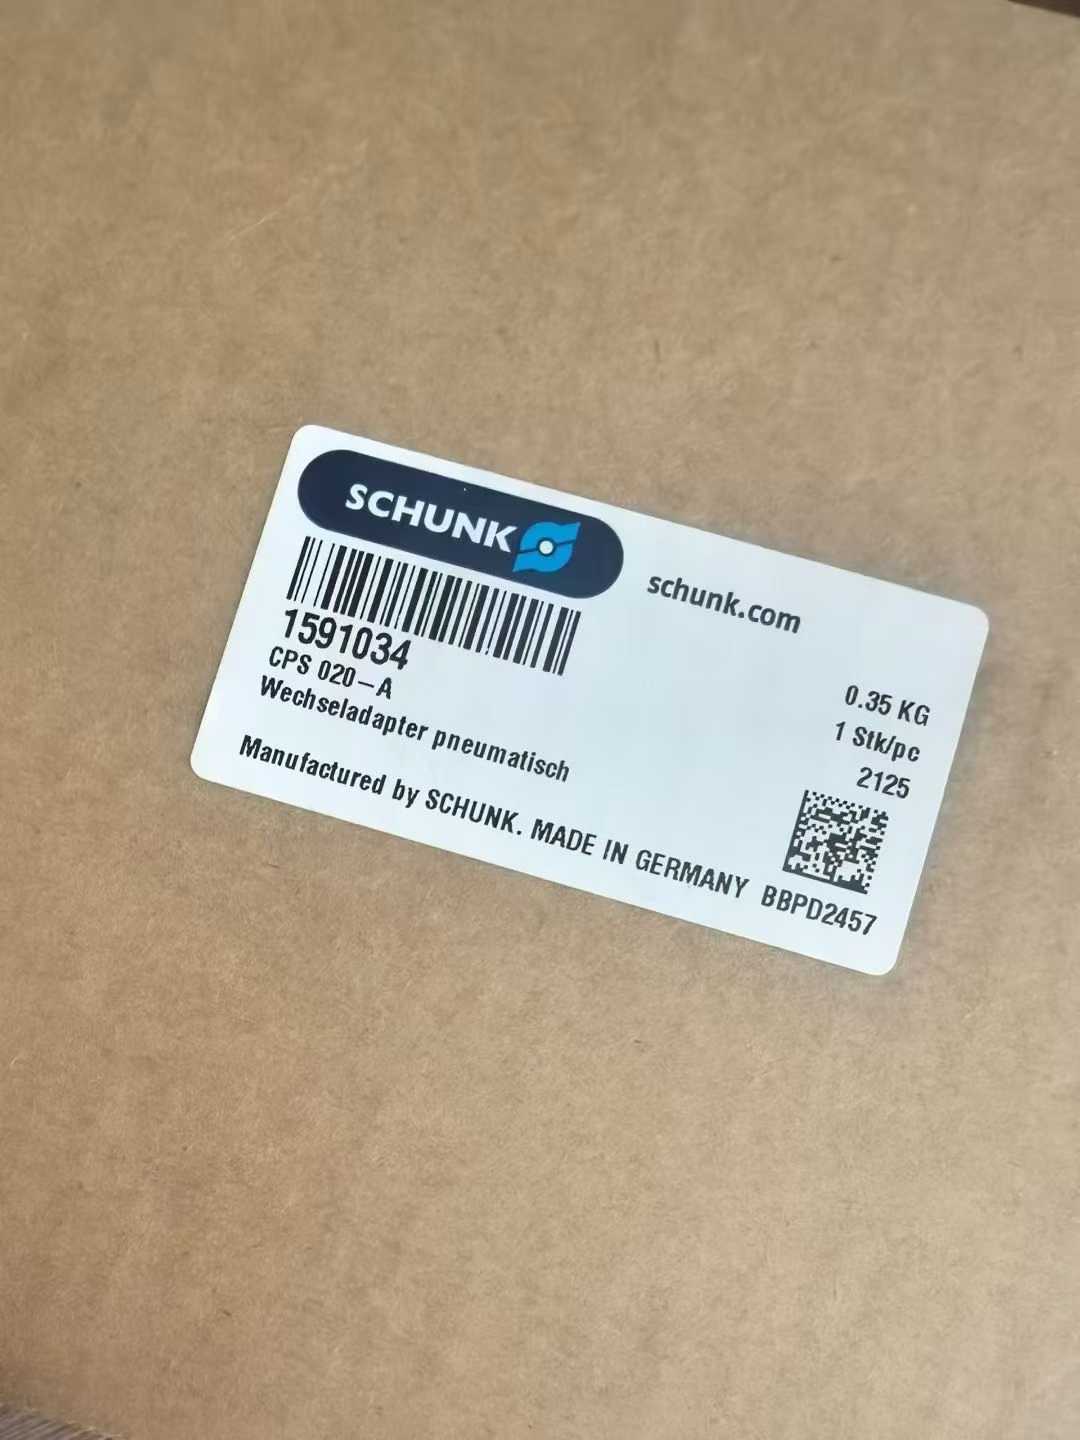 SCHUNK
schunk.com
1591034
CPS 020-A
Wechseladapter pneumatisch
0.35 KG
1 Stk/pc
2125
Manufactured by SCHUNK. MADE IN GERMANY BBPD2457